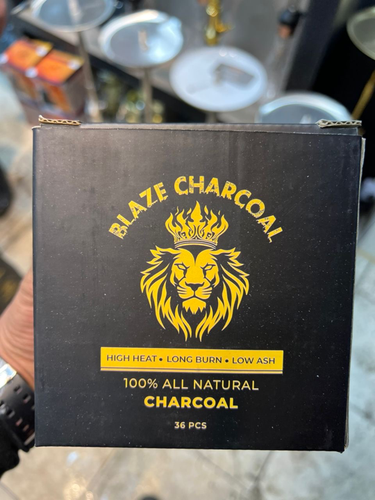 BLAZE CHARCOAL
HIGH HEAT • LONG BURN • LOW ASH
100% ALL NATURAL
CHARCOAL
36 PCS